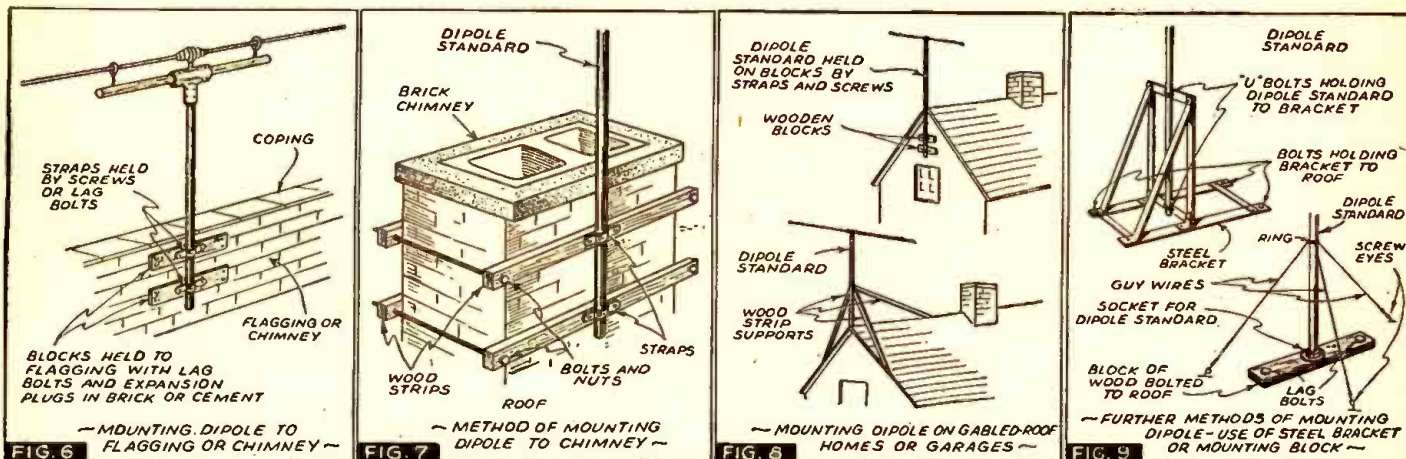 COPING
STRAPS HELD
BY SCREWS
OR LAG
BOLTS
FLAGGING OR
CHIMNEY
BLOCKS HELD TO
FLAGGING WITH LAG
BOLTS AND EXPANSION
PLUGS IN BRICK OR CEMENT
~MOUNTING DIPOLE TO
FLAGGING OR CHIMNEY~
FIG. 6
DIPOLE
STANDARD
BRICK
CHIMNEY
WOOD
STRIPS
BOLTS AND
NUTS
STRAPS
ROOF
~METHOD OF MOUNTING
DIPOLE TO CHIMNEY~
FIG. 7
DIPOLE
STANDARD HELD
ON BLOCKS BY
STRAPS AND SCREWS
WOODEN
BLOCKS
DIPOLE
STANDARD
WOOD
STRIP
SUPPORTS
~MOUNTING DIPOLE ON GABLED-ROOF
HOMES OR GARAGES~
FIG. 8
DIPOLE
STANDARD
"U" BOLTS HOLDING
DIPOLE STANDARD
TO BRACKET
BOLTS HOLDING
BRACKET TO
ROOF
DIPOLE
STANDARD
RING
SCREW
EYES
STEEL
BRACKET
GUY WIRES
SOCKET FOR
DIPOLE STANDARD
BLOCK OF
WOOD BOLTED
TO ROOF
LAG
BOLTS
~FURTHER METHODS OF MOUNTING
DIPOLE-USE OF STEEL BRACKET
OR MOUNTING BLOCK~
FIG. 9